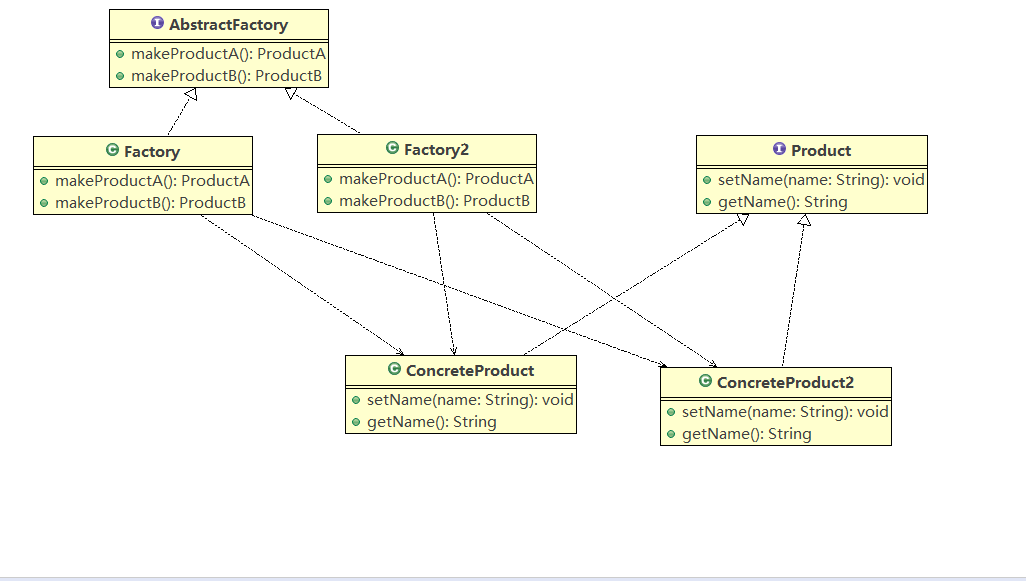 AbstractFactory
makeProductA(): ProductA
makeProductB(): ProductB
Factory
makeProductA(): ProductA
makeProductB(): ProductB
Factory2
makeProductA(): ProductA
makeProductB(): ProductB
Product
setName(name: String): void
getName(): String
ConcreteProduct
setName(name: String): void
getName(): String
ConcreteProduct2
setName(name: String): void
getName(): String